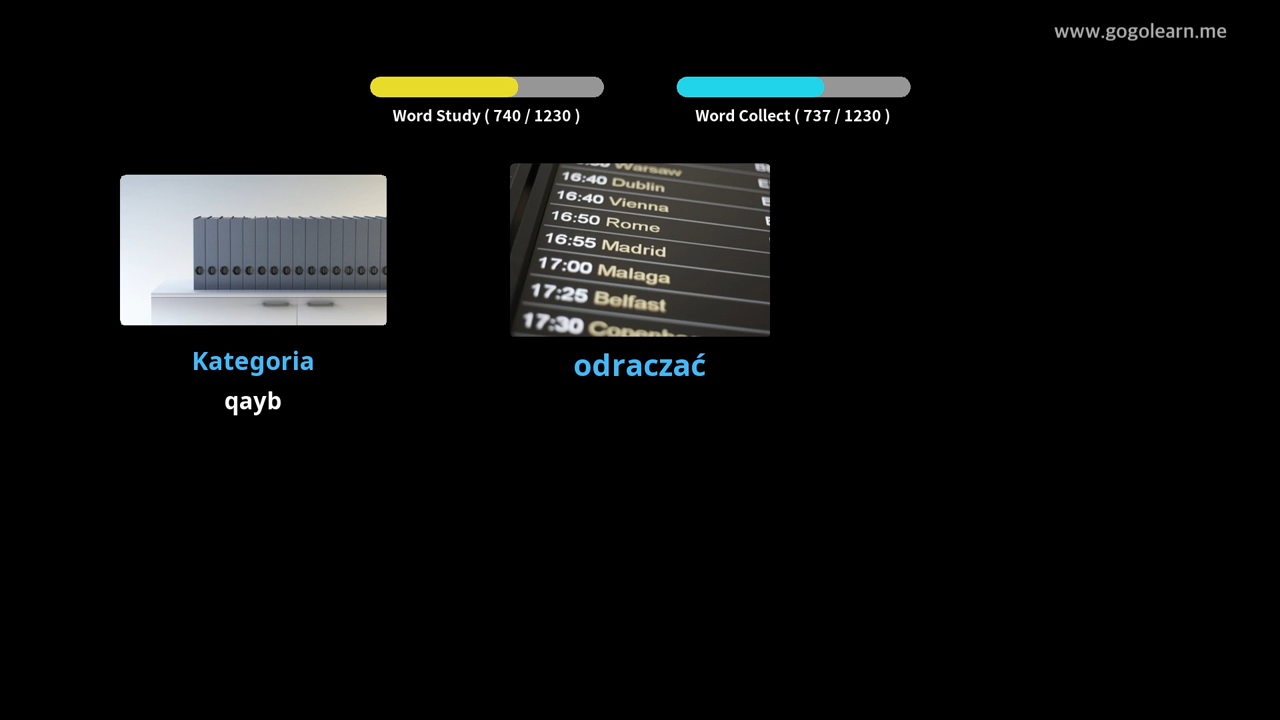 www.gogolearn.me
Word Study ( 740 / 1230 )
Word Collect ( 737 / 1230 )
Warsaw
16:40 Dublin
16:40 Vienna
16:50 Rome
16:55 Madrid
17:00 Malaga
17:25 Belfast
17:30
Kategoria
odraczać
qayb